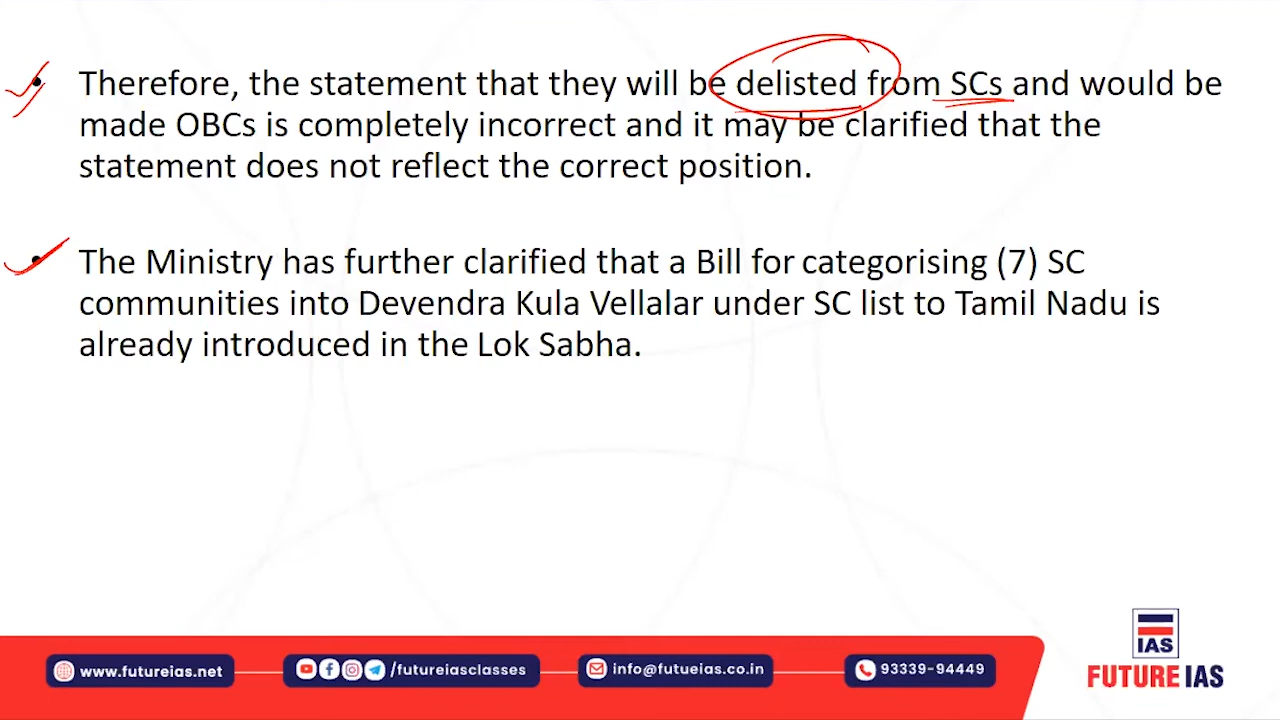 Therefore, the statement that they will be delisted from SCs and would be
made OBCs is completely incorrect and it may be clarified that the
statement does not reflect the correct position.
The Ministry has further clarified that a Bill for categorising (7) SC
communities into Devendra Kula Vellalar under SC list to Tamil Nadu is
already introduced in the Lok Sabha.
www.futureias.net
/futureiasclasses
info@futueias.co.in
93339-94449
IAS
FUTURE IAS